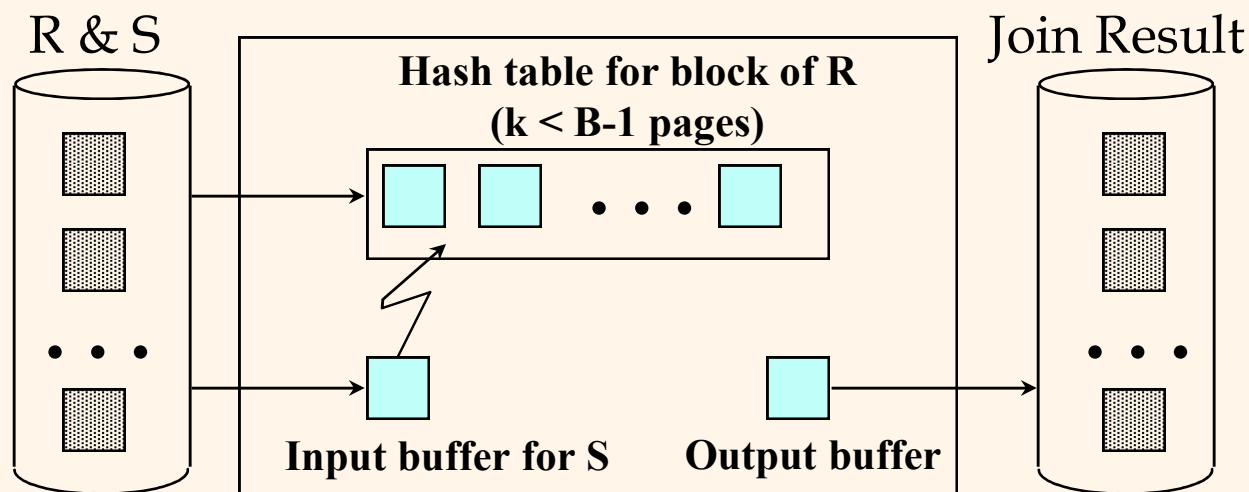 R & S
Join Result
Hash table for block of R
(k < B-1 pages)
• • •
• • •
• • •
Input buffer for S
Output buffer